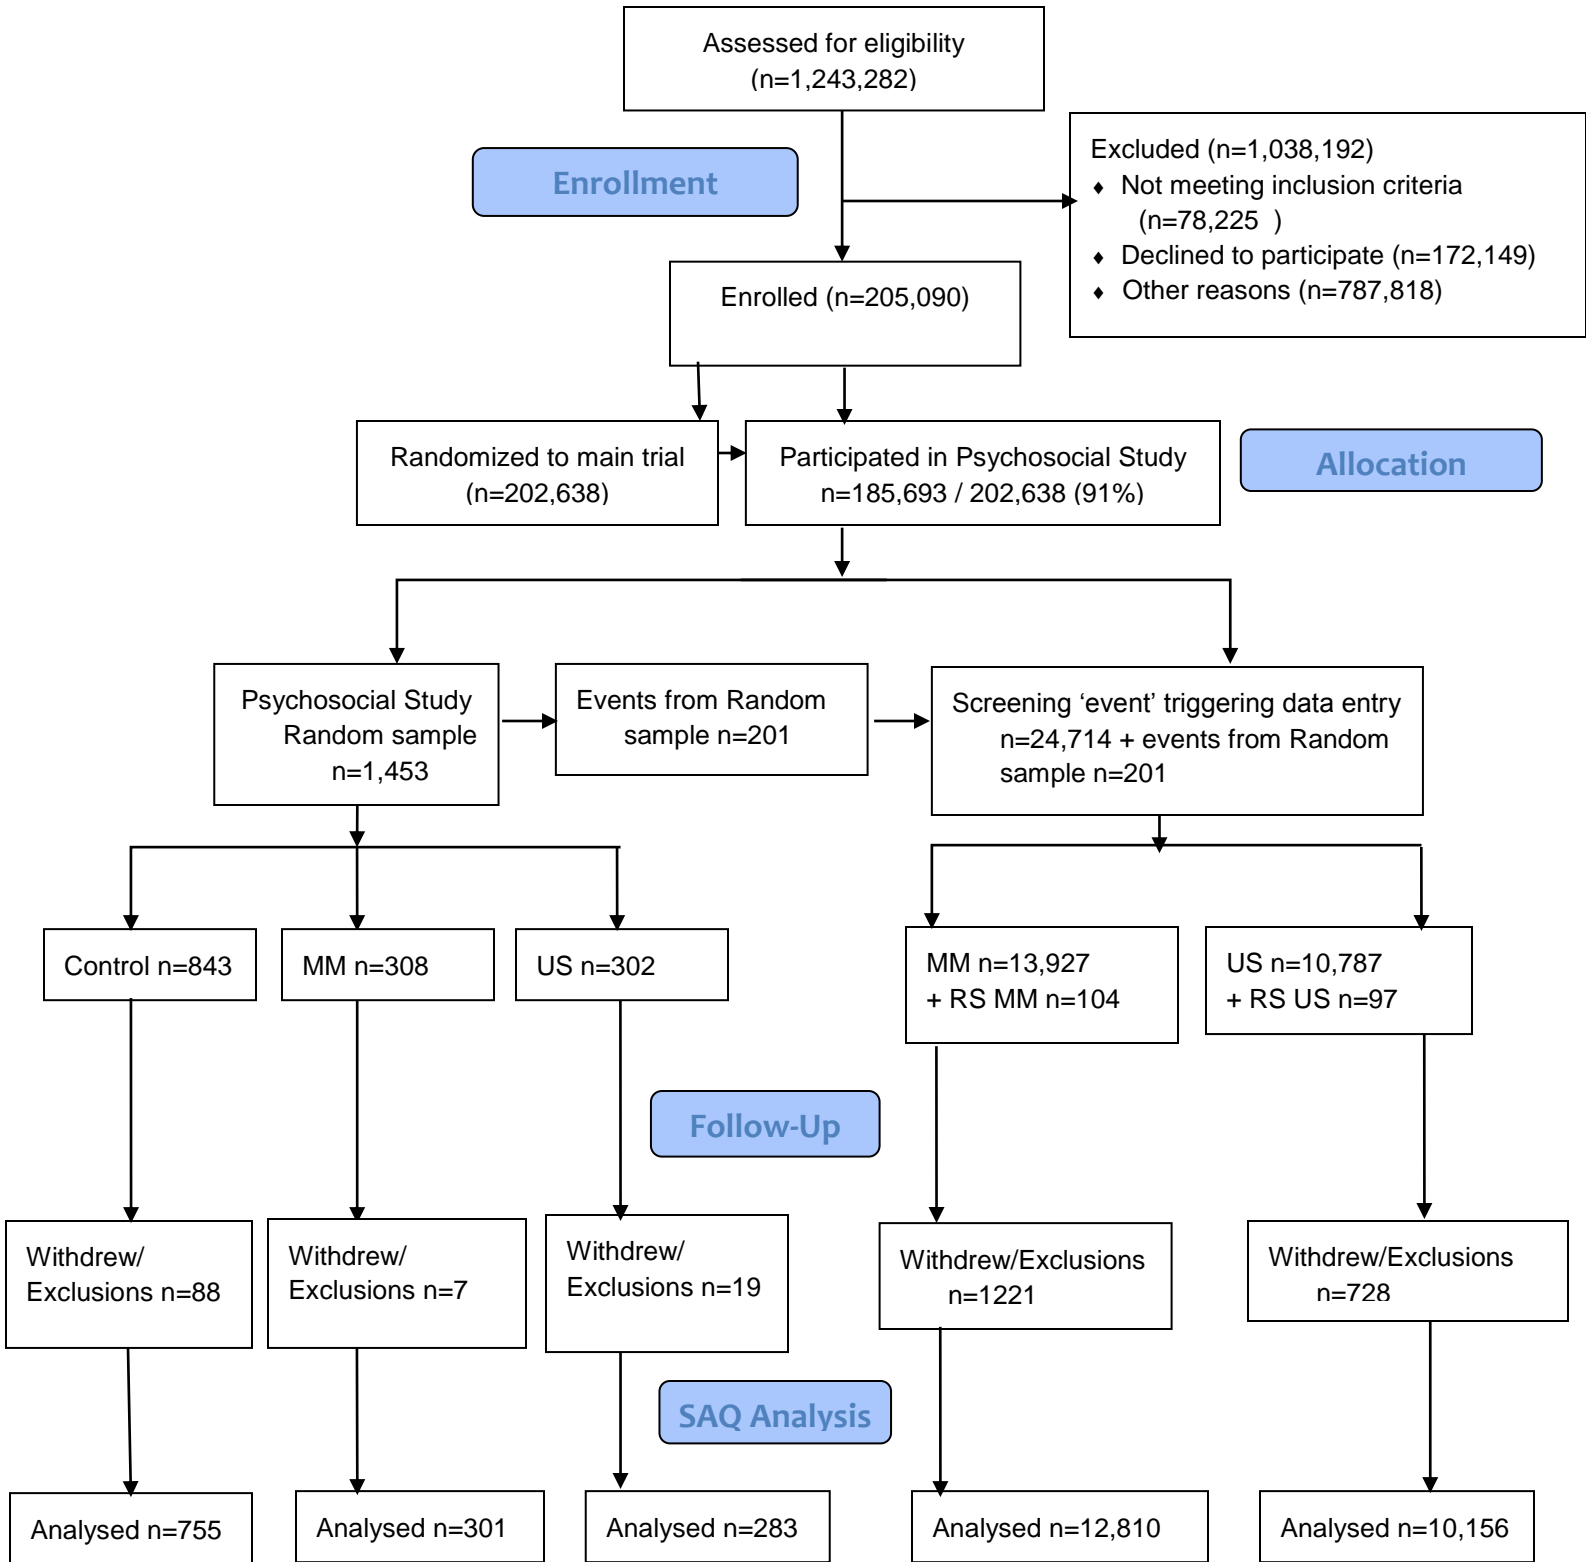 Assessed for eligibility
(n=1,243,282)
Enrollment
Excluded (n=1,038,192)
♦ Not meeting inclusion criteria
(n=78,225 )
♦ Declined to participate (n=172,149)
♦ Other reasons (n=787,818)
Enrolled (n=205,090)
Randomized to main trial
(n=202,638)
Participated in Psychosocial Study
n=185,693 / 202,638 (91%)
Allocation
Psychosocial Study
Random sample
n=1,453
Events from Random
sample n=201
Screening ‘event’ triggering data entry
n=24,714 + events from Random
sample n=201
Control n=843
MM n=308
US n=302
MM n=13,927
+ RS MM n=104
US n=10,787
+ RS US n=97
Follow-Up
Withdrew/
Exclusions n=88
Withdrew/
Exclusions n=7
Withdrew/
Exclusions n=19
Withdrew/Exclusions
n=1221
Withdrew/Exclusions
n=728
SAQ Analysis
Analysed n=755
Analysed n=301
Analysed n=283
Analysed n=12,810
Analysed n=10,156